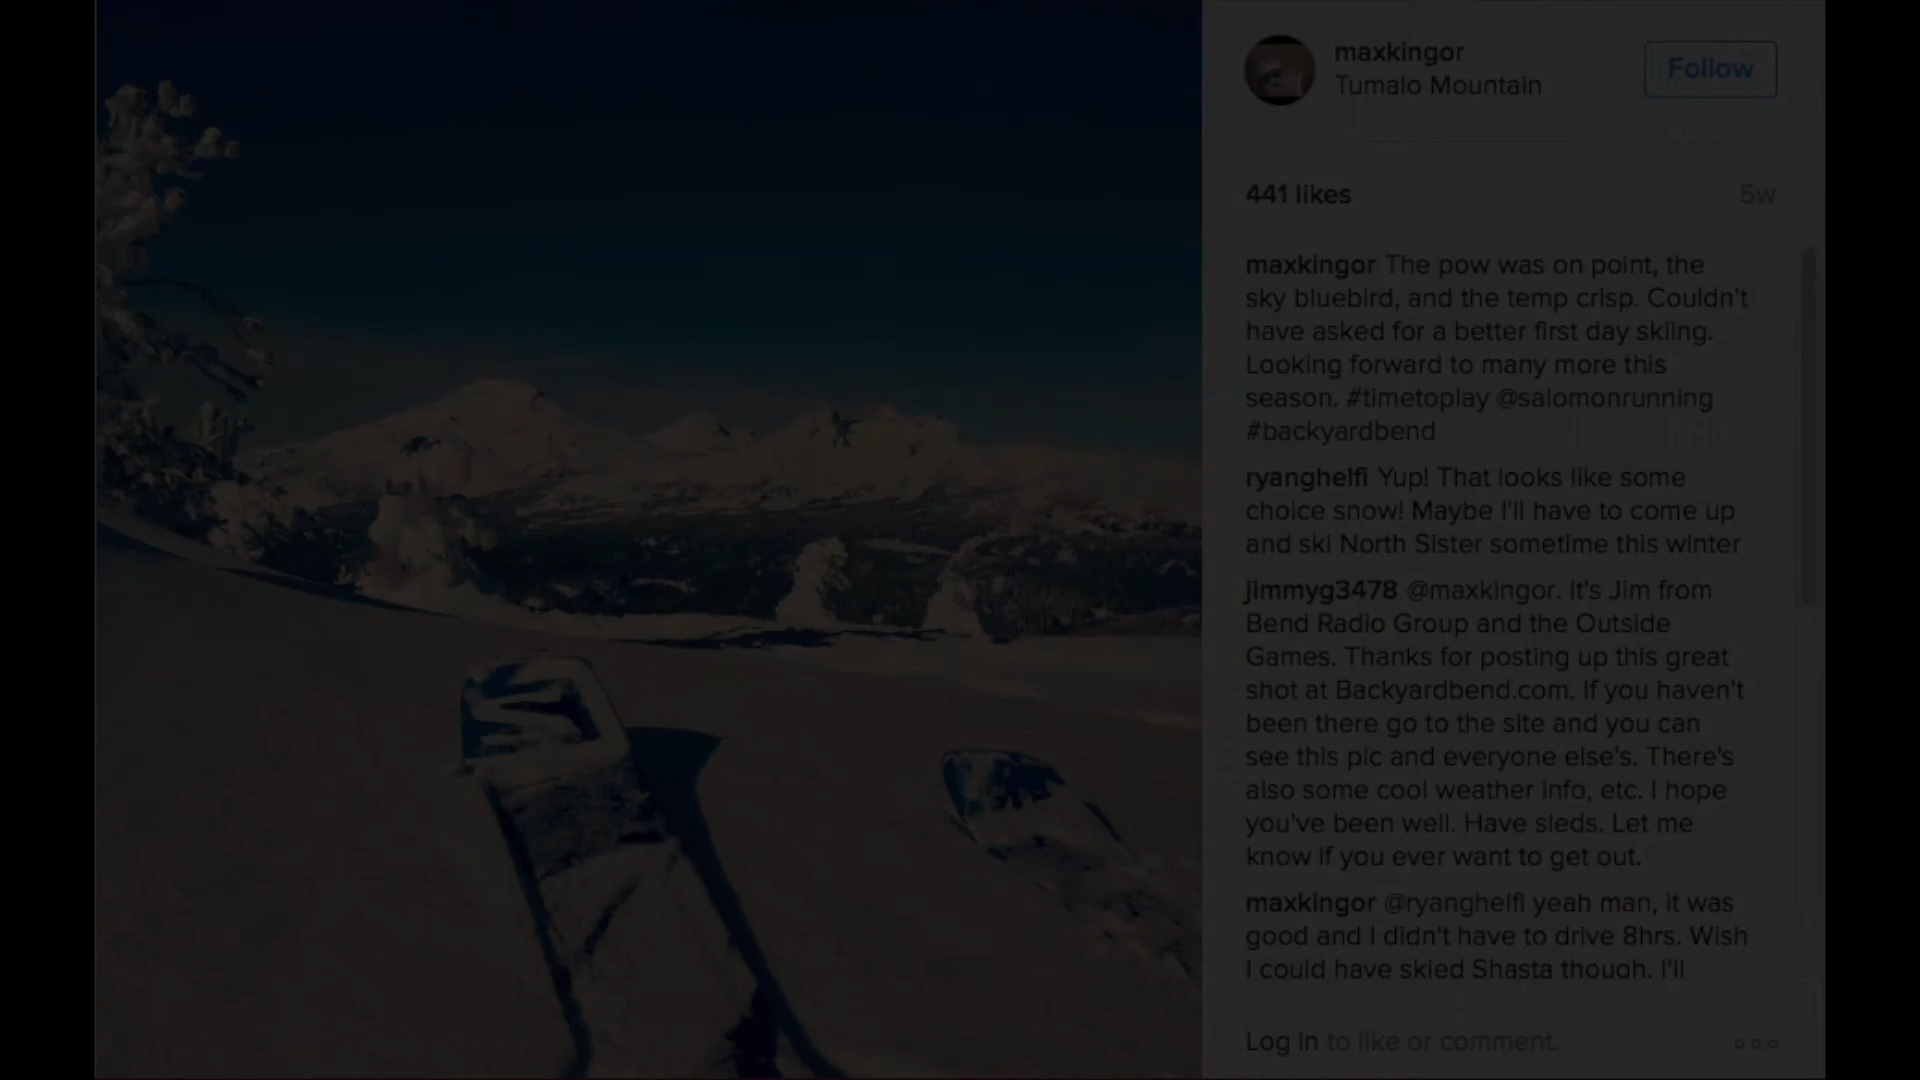 maxkingor
Tumalo Mountain
Follow
441 likes
5w
maxkingor The pow was on point, the
sky bluebird, and the temp crisp. Couldn't
have asked for a better first day skiing.
Looking forward to many more this
season. #timetoplay @salomonrunning
#backyardbend
ryanghelfi Yup! That looks like some
choice snow! Maybe I'll have to come up
and ski North Sister sometime this winter
jimmyg3478 @maxkingor. It's Jim from
Bend Radio Group and the Outside
Games. Thanks for posting up this great
shot at Backyardbend.com. If you haven't
been there go to the site and you can
see this pic and everyone else's. There's
also some cool weather info, etc. I hope
you've been well. Have sleds. Let me
know if you ever want to get out.
maxkingor @ryanghelfi yeah man, it was
good and I didn't have to drive 8hrs. Wish
I could have skied Shasta though. I'll
Log in to like or comment.